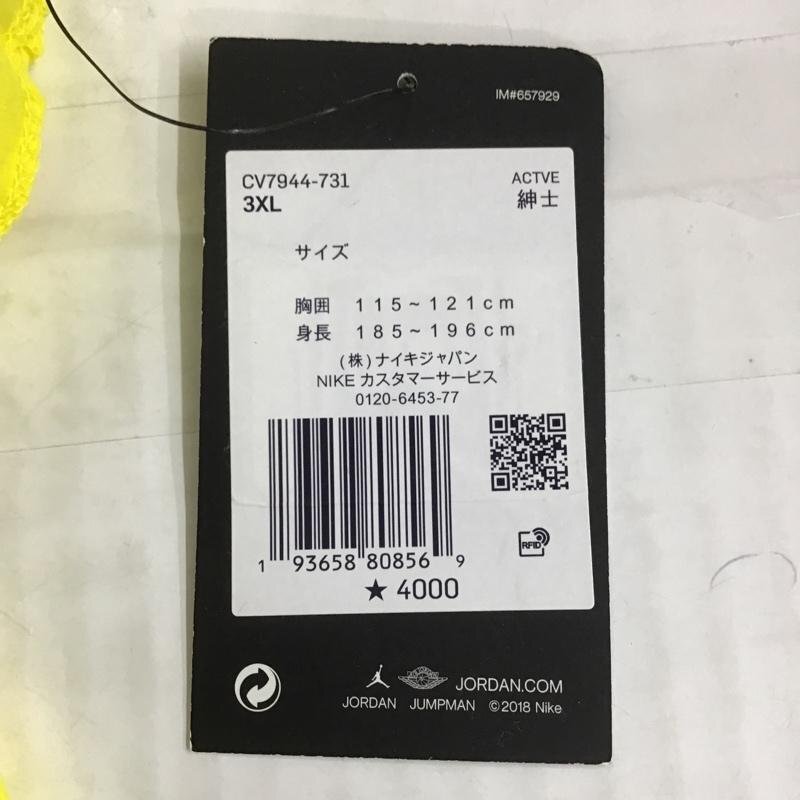 IM#657929
CV7944-731 ACTVE
3XL 紳士
サイズ
胸囲 115~121cm
身長 185~196cm
(株)ナイキジャパン
NIKE カスタマーサービス
0120-6453-77
RFID
1 93658 80856 9
★ 4000
JORDAN.COM
JORDAN JUMPMAN ©2018 Nike